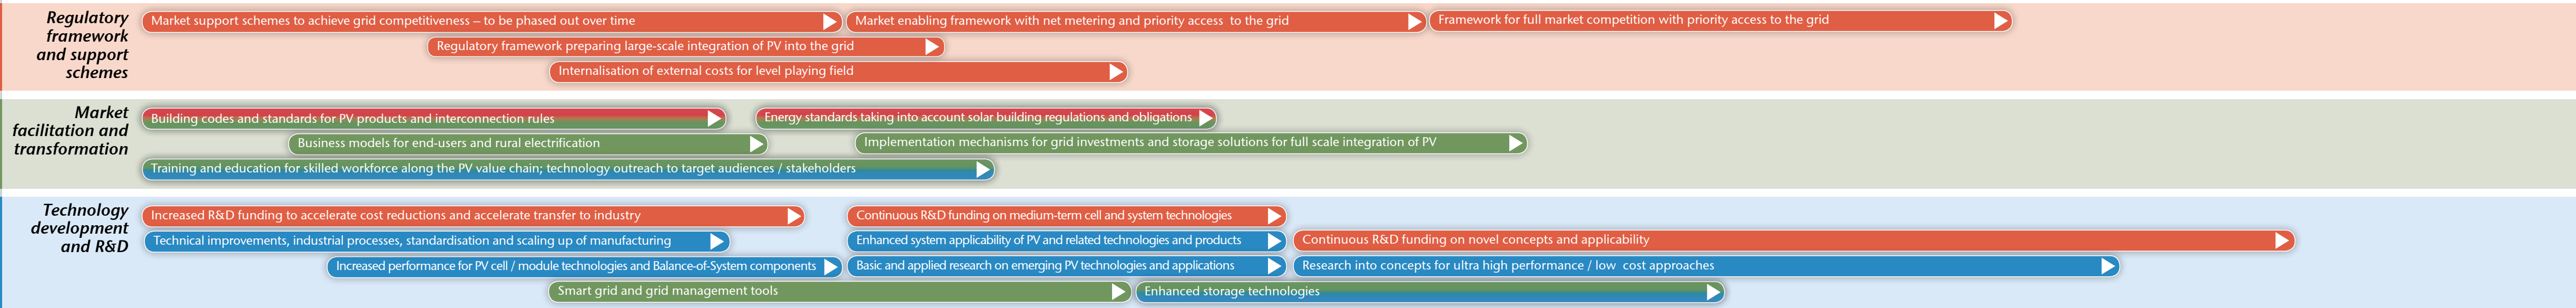 Regulatory
framework
and support
schemes
Market support schemes to achieve grid competitiveness – to be phased out over time
Market enabling framework with net metering and priority access to the grid
Framework for full market competition with priority access to the grid
Regulatory framework preparing large-scale integration of PV into the grid
Internalisation of external costs for level playing field
Market
facilitation and
transformation
Building codes and standards for PV products and interconnection rules
Energy standards taking into account solar building regulations and obligations
Business models for end-users and rural electrification
Implementation mechanisms for grid investments and storage solutions for full scale integration of PV
Training and education for skilled workforce along the PV value chain; technology outreach to target audiences / stakeholders
Technology
development
and R&D
Increased R&D funding to accelerate cost reductions and accelerate transfer to industry
Continuous R&D funding on medium-term cell and system technologies
Technical improvements, industrial processes, standardisation and scaling up of manufacturing
Enhanced system applicability of PV and related technologies and products
Continuous R&D funding on novel concepts and applicability
Increased performance for PV cell / module technologies and Balance-of-System components
Basic and applied research on emerging PV technologies and applications
Research into concepts for ultra high performance / low cost approaches
Smart grid and grid management tools
Enhanced storage technologies